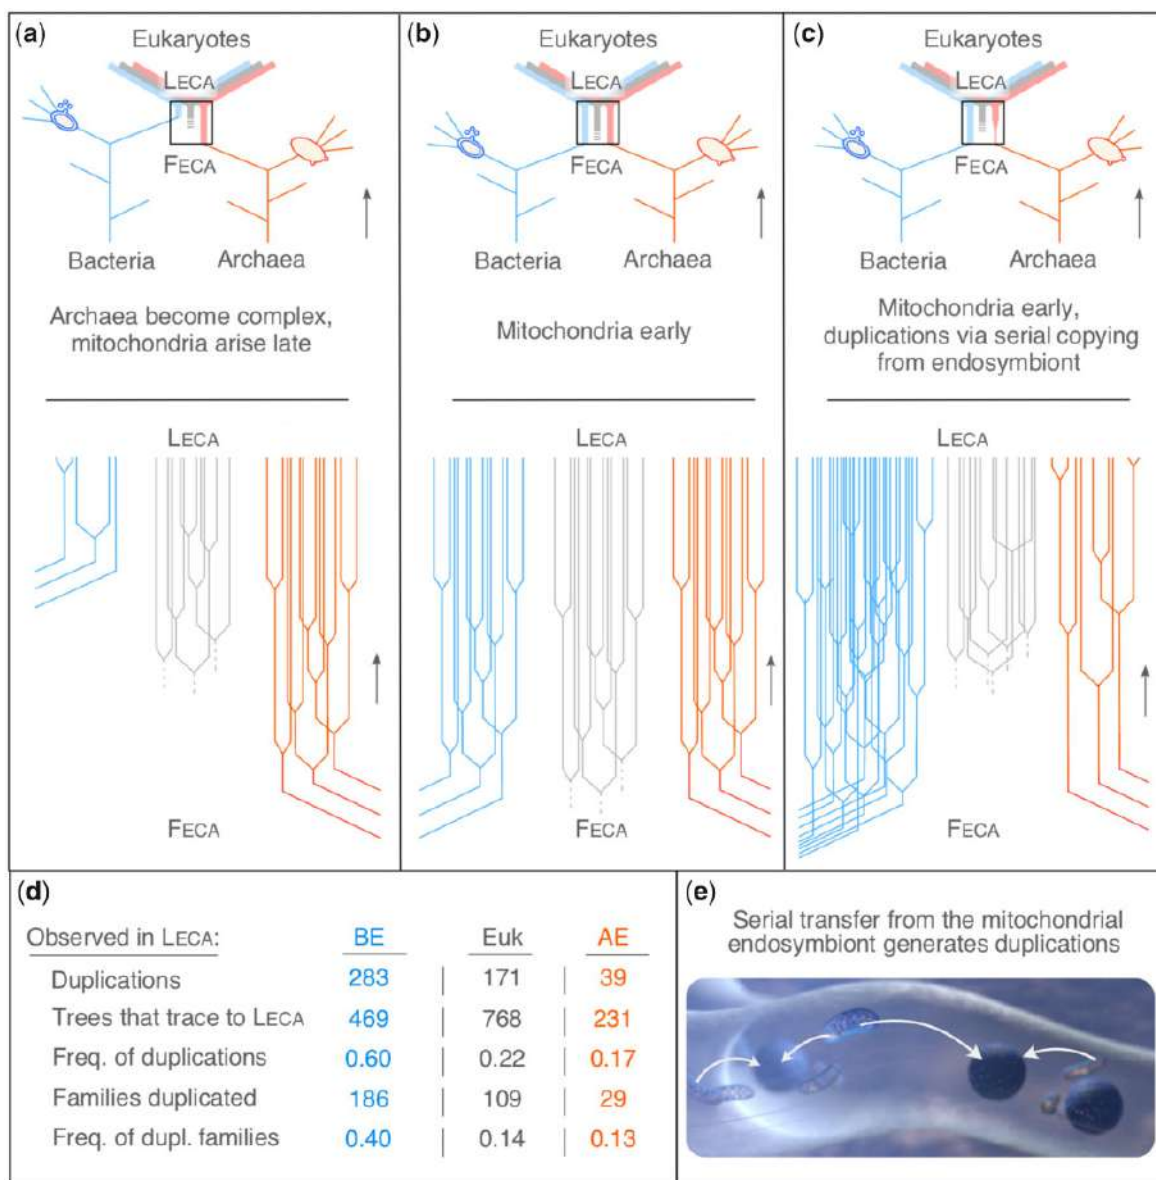 (a)
Eukaryotes
LECA
FECA
Bacteria
Archaea
Archaea become complex,
mitochondria arise late
LECA
FECA
(b)
Eukaryotes
LECA
FECA
Bacteria
Archaea
Mitochondria early
LECA
FECA
(c)
Eukaryotes
LECA
FECA
Bacteria
Archaea
Mitochondria early,
duplications via serial copying
from endosymbiont
LECA
FECA
(d)
Observed in LECA: BE Euk AE
Duplications 283 | 171 | 39
Trees that trace to LECA 469 | 768 | 231
Freq. of duplications 0.60 | 0.22 | 0.17
Families duplicated 186 | 109 | 29
Freq. of dupl. families 0.40 | 0.14 | 0.13
(e)
Serial transfer from the mitochondrial
endosymbiont generates duplications